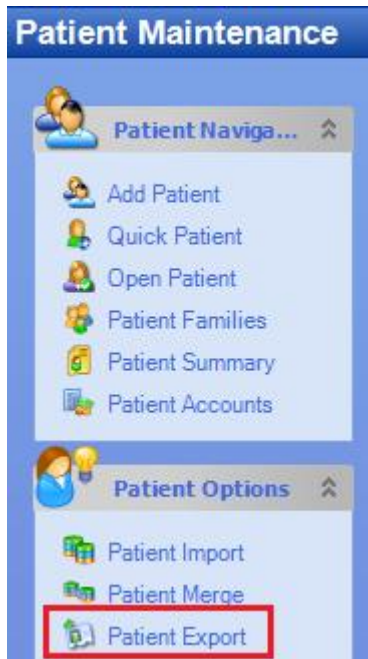 Patient Maintenance
Patient Naviga...
Add Patient
Quick Patient
Open Patient
Patient Families
Patient Summary
Patient Accounts
Patient Options
Patient Import
Patient Merge
Patient Export